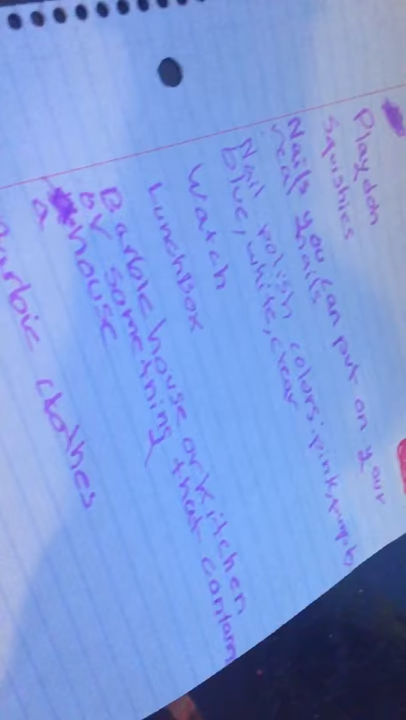 Playdoh
Squishies
Nails you can put on your
real nails
Nail polish colors: pink, purple
Blue, white, clear
Watch
Lunchbox
Barbie house or kitchen
or something that contain
a house
Barbie clothes